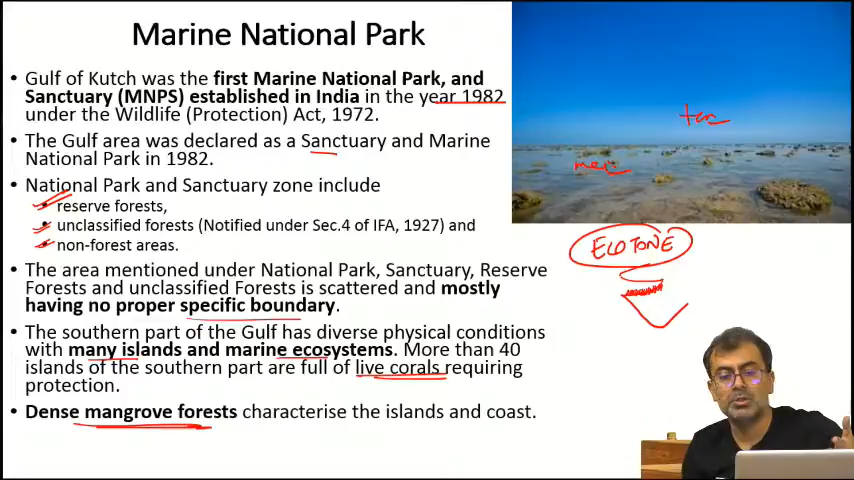 Marine National Park
• Gulf of Kutch was the first Marine National Park, and
Sanctuary (MNPS) established in India in the year 1982
under the Wildlife (Protection) Act, 1972.
• The Gulf area was declared as a Sanctuary and Marine
National Park in 1982.
• National Park and Sanctuary zone include
• reserve forests,
• unclassified forests (Notified under Sec.4 of IFA, 1927) and
• non-forest areas.
• The area mentioned under National Park, Sanctuary, Reserve
Forests and unclassified Forests is scattered and mostly
having no proper specific boundary.
• The southern part of the Gulf has diverse physical conditions
with many islands and marine ecosystems. More than 40
islands of the southern part are full of live corals requiring
protection.
• Dense mangrove forests characterise the islands and coast.
ECOTONE